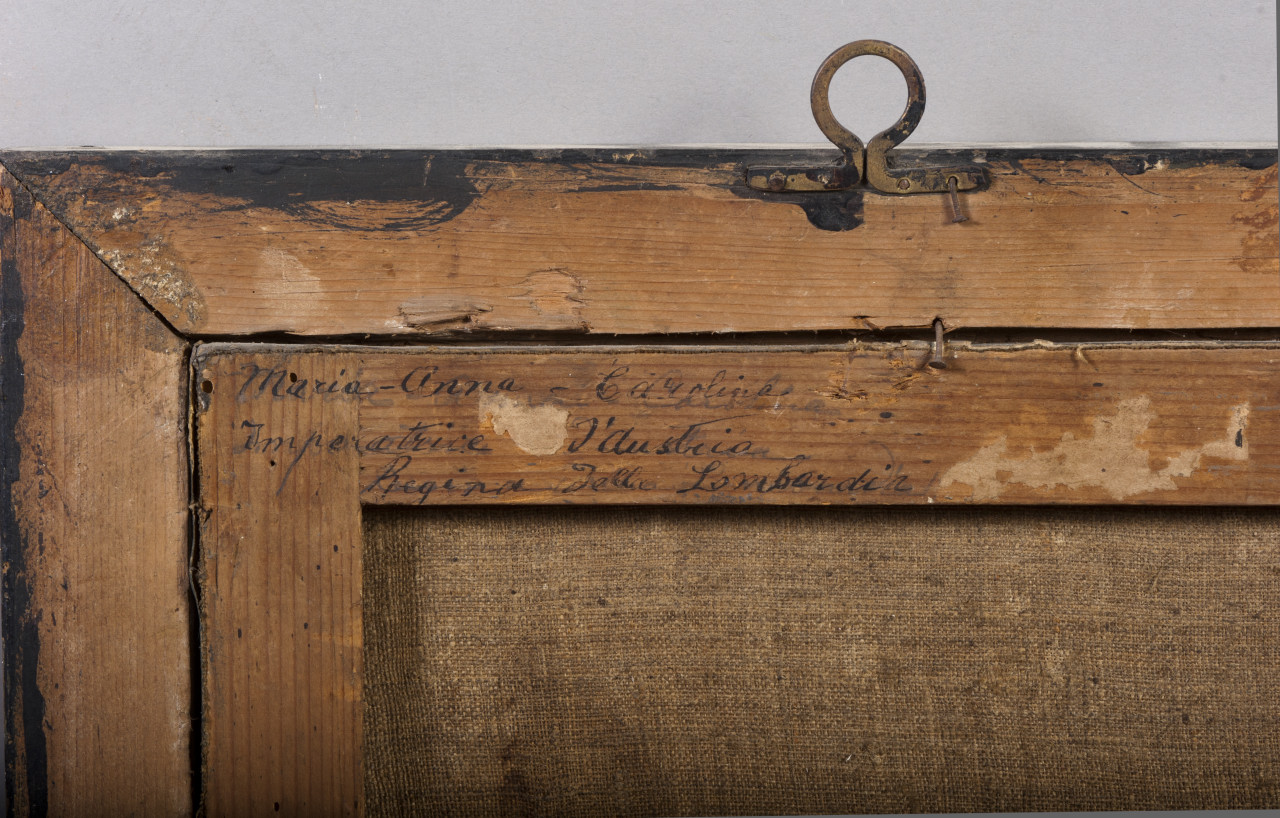 Maria-Anna - Carolina
Imperatrice D'Austria
Regina Delle Lombardia